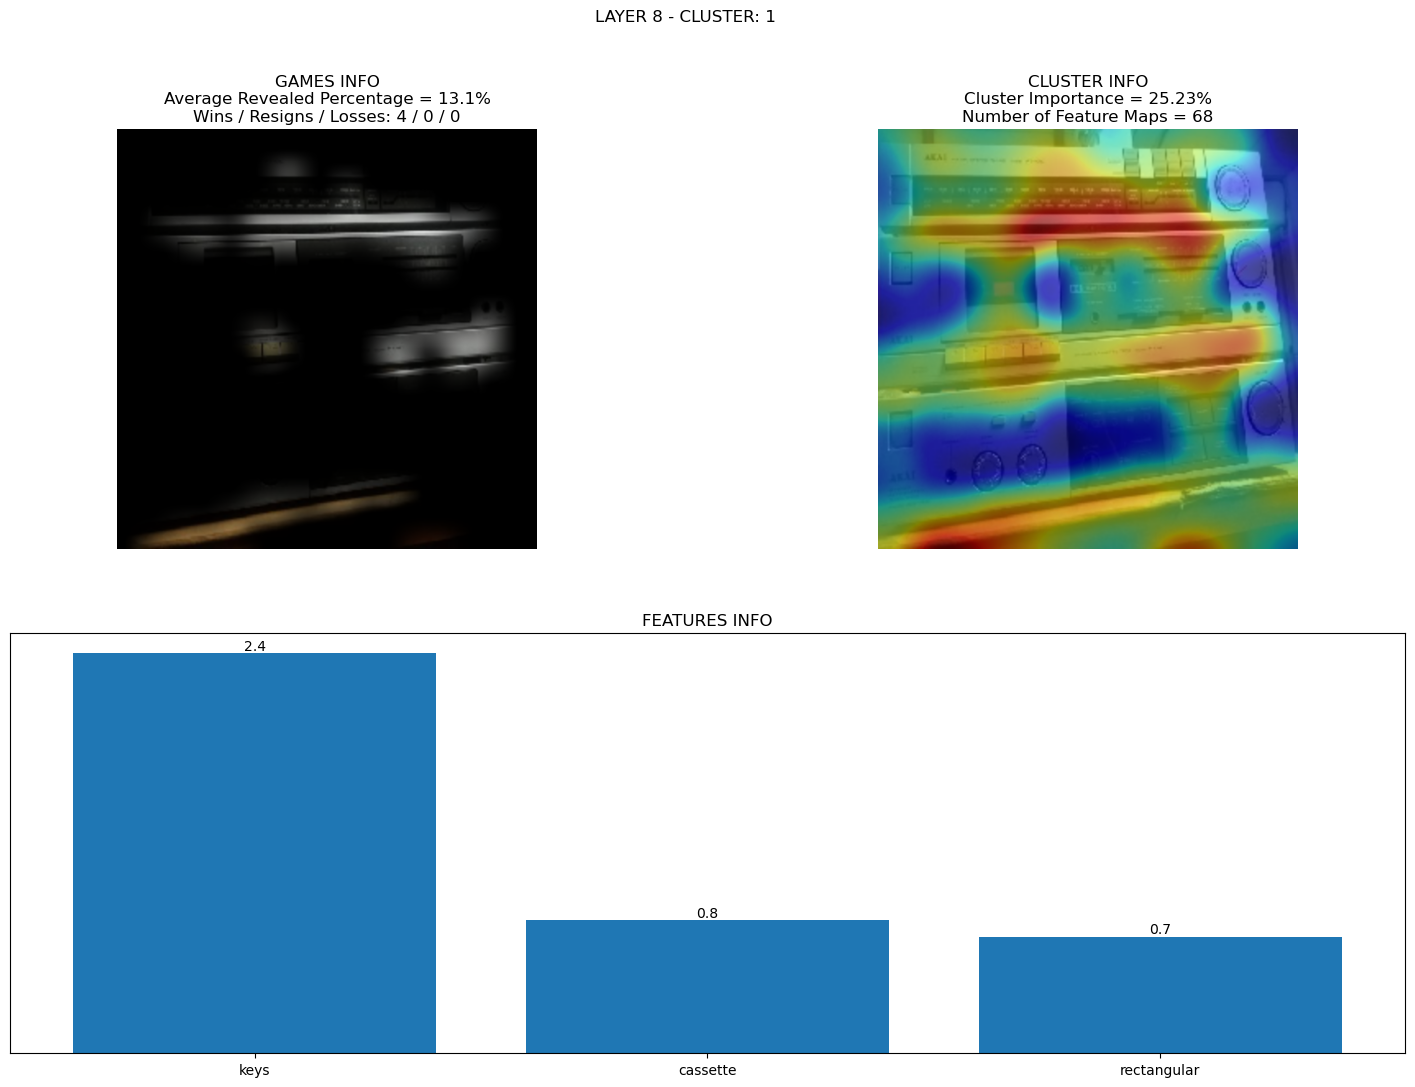 LAYER 8 - CLUSTER: 1
GAMES INFO
Average Revealed Percentage = 13.1%
Wins / Resigns / Losses: 4 / 0 / 0
CLUSTER INFO
Cluster Importance = 25.23%
Number of Feature Maps = 68
AKAI
FEATURES INFO
2.4
0.8
0.7
keys
cassette
rectangular